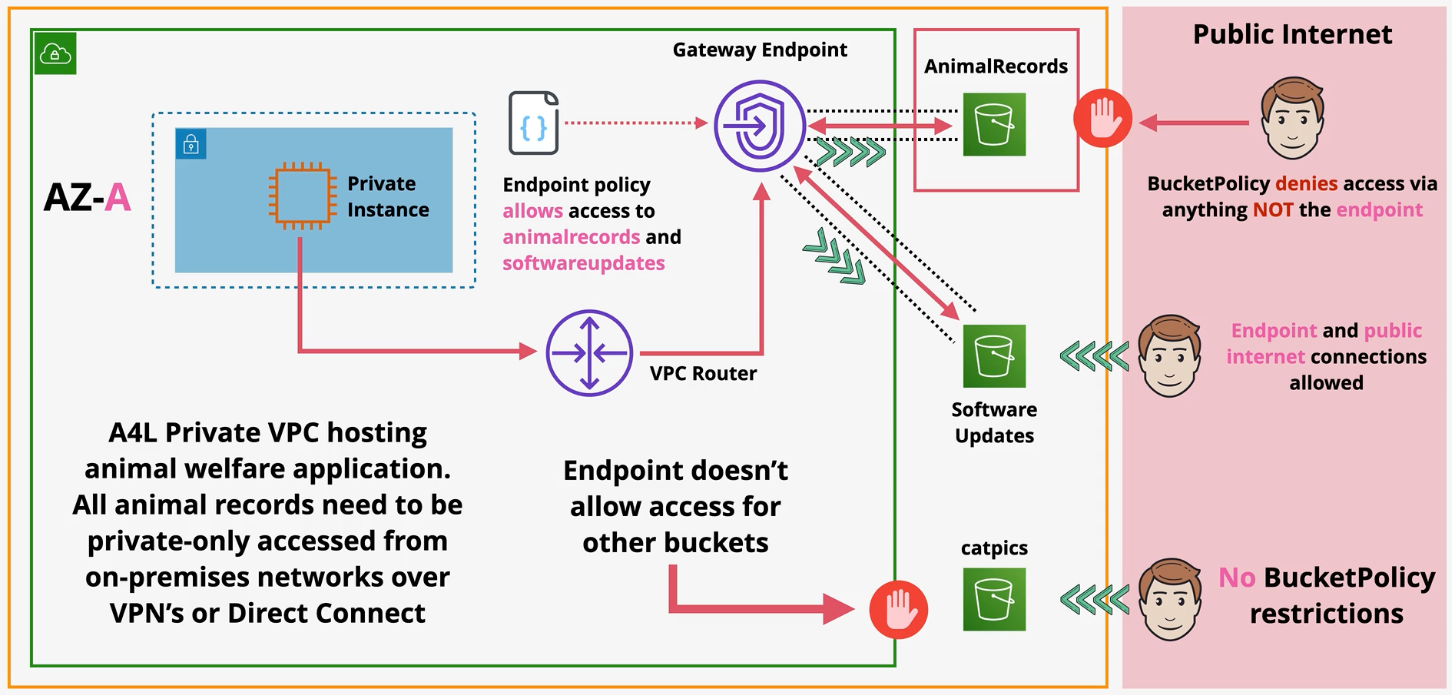 Public Internet
Gateway Endpoint
AnimalRecords
AZ-A
Private
Instance
{ }
Endpoint policy
allows access to
animalrecords and
softwareupdates
BucketPolicy denies access via
anything NOT the endpoint
VPC Router
Endpoint and public
internet connections
allowed
Software
Updates
A4L Private VPC hosting
animal welfare application.
All animal records need to be
private-only accessed from
on-premises networks over
VPN’s or Direct Connect
Endpoint doesn’t
allow access for
other buckets
catpics
No BucketPolicy
restrictions